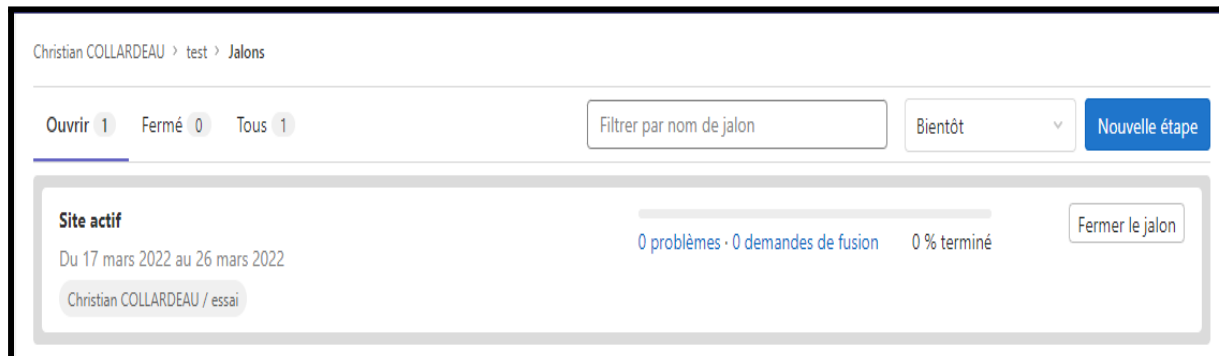 Christian COLLARDEAU > test > Jalons
Ouvrir 1 Fermé 0 Tous 1 Filtrer par nom de jalon Bientôt Nouvelle étape
Site actif
0 problèmes · 0 demandes de fusion 0 % terminé Fermer le jalon
Du 17 mars 2022 au 26 mars 2022
Christian COLLARDEAU / essai